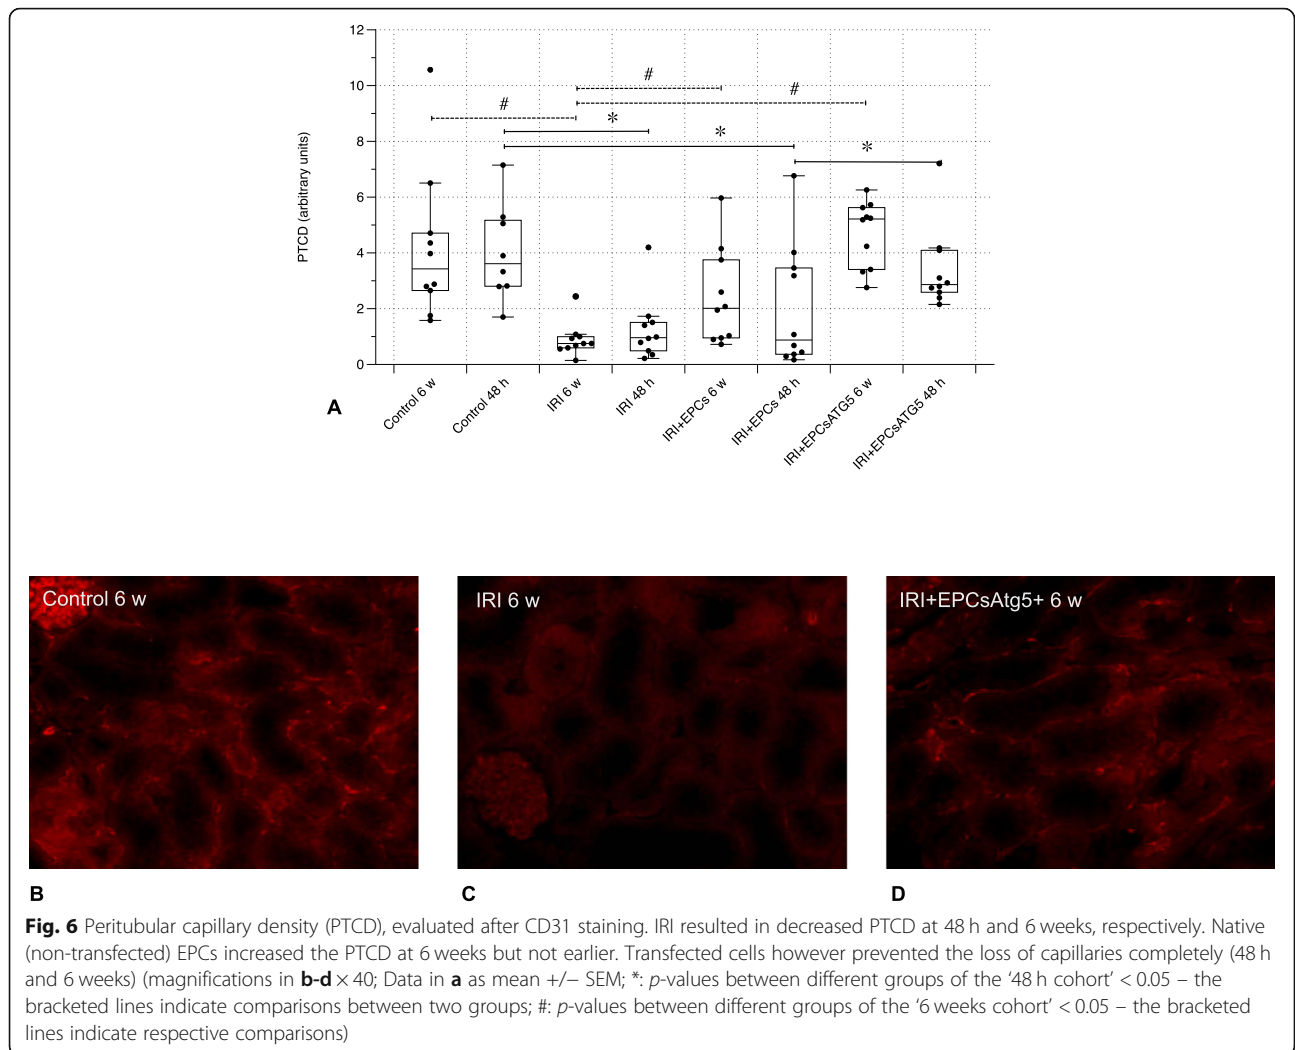 12
10
8
6
4
2
0
PTCD (arbitrary units)
#
#
#
*
*
*
Control 6 w
Control 48 h
IRI 6 w
IRI 48 h
IRI+EPCs 6 w
IRI+EPCs 48 h
IRI+EPCsATG5 6 w
IRI+EPCsATG5 48 h
A
Control 6 w
IRI 6 w
IRI+EPCsAtg5+ 6 w
B
C
D
Fig. 6 Peritubular capillary density (PTCD), evaluated after CD31 staining. IRI resulted in decreased PTCD at 48 h and 6 weeks, respectively. Native
(non-transfected) EPCs increased the PTCD at 6 weeks but not earlier. Transfected cells however prevented the loss of capillaries completely (48 h
and 6 weeks) (magnifications in b-d × 40; Data in a as mean +/− SEM; *: p-values between different groups of the ‘48 h cohort’ < 0.05 – the
bracketed lines indicate comparisons between two groups; #: p-values between different groups of the ‘6 weeks cohort’ < 0.05 – the bracketed
lines indicate respective comparisons)